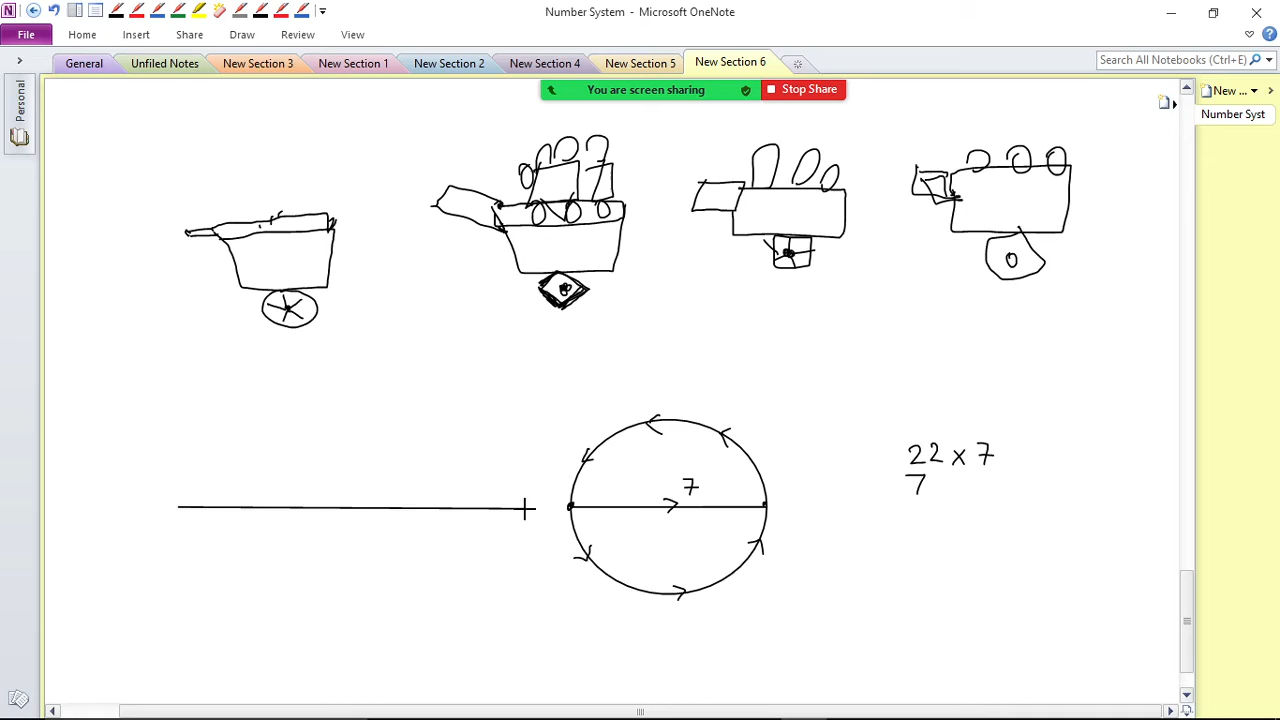 Number System - Microsoft OneNote
File Home Insert Share Draw Review View
General Unfiled Notes New Section 3 New Section 1 New Section 2 New Section 4 New Section 5 New Section 6
Search All Notebooks (Ctrl+E)
You are screen sharing Stop Share
New ...
Personal
Number Syst
7
22 x 7
7